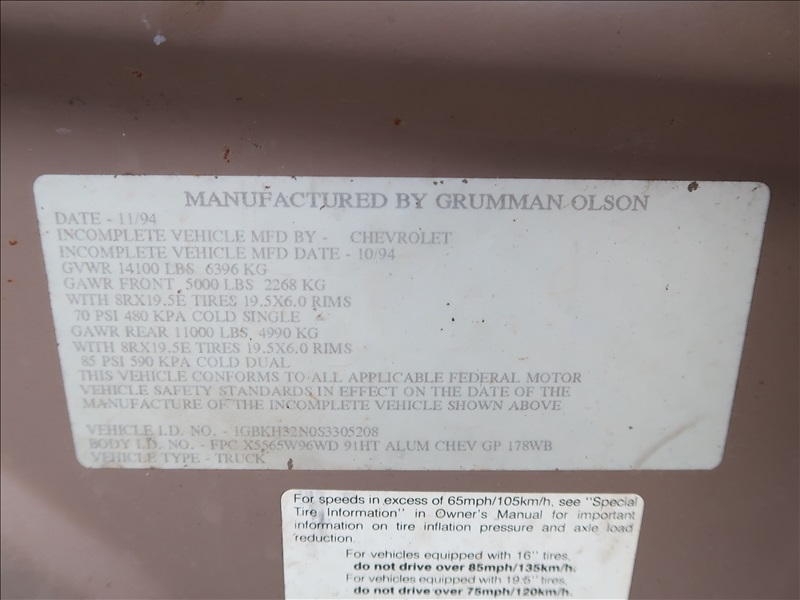 MANUFACTURED BY GRUMMAN OLSON
DATE - 11/94
INCOMPLETE VEHICLE MFD BY - CHEVROLET
INCOMPLETE VEHICLE MFD DATE - 10/94
GVWR 14100 LBS 6396 KG
GAWR FRONT 5000 LBS 2268 KG
WITH 8RX19.5E TIRES 19.5X6.0 RIMS
70 PSI 480 KPA COLD SINGLE
GAWR REAR 11000 LBS 4990 KG
WITH 8RX19.5E TIRES 19.5X6.0 RIMS
85 PSI 590 KPA COLD DUAL
THIS VEHICLE CONFORMS TO ALL APPLICABLE FEDERAL MOTOR
VEHICLE SAFETY STANDARDS IN EFFECT ON THE DATE OF THE
MANUFACTURE OF THE INCOMPLETE VEHICLE SHOWN ABOVE
VEHICLE I.D. NO. - 1GBKH32N0S3305208
BODY I.D. NO. - FPC X5565W96WD 91HT ALUM CHEV GP 178WB
VEHICLE TYPE - TRUCK
For speeds in excess of 65mph/105km/h, see "Special
Tire Information" in Owner's Manual for important
information on tire inflation pressure and axle load
reduction.
For vehicles equipped with 16" tires,
do not drive over 85mph/135km/h.
For vehicles equipped with 19.5" tires,
do not drive over 75mph/120km/h.